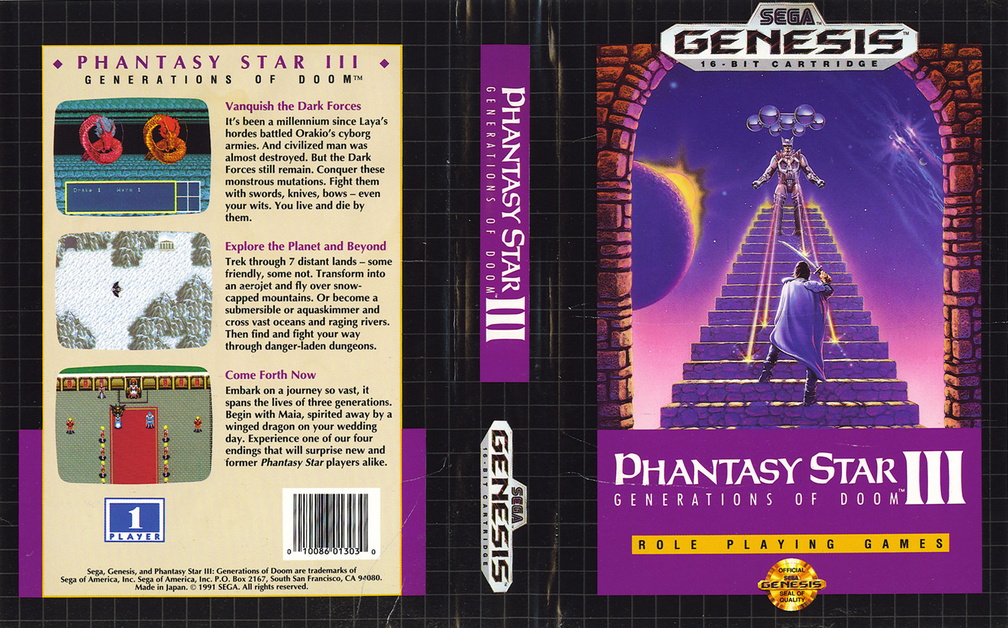 ◆ PHANTASY STAR III ◆
GENERATIONS OF DOOM™
Vanquish the Dark Forces
It's been a millennium since Laya's
hordes battled Orakio's cyborg
armies. And civilized man was
almost destroyed. But the Dark
Forces still remain. Conquer these
monstrous mutations. Fight them
with swords, knives, bows – even
your wits. You live and die by
them.
Explore the Planet and Beyond
Trek through 7 distant lands – some
friendly, some not. Transform into
an aerojet and fly over snow-
capped mountains. Or become a
submersible or aquaskimmer and
cross vast oceans and raging rivers.
Then find and fight your way
through danger-laden dungeons.
Come Forth Now
Embark on a journey so vast, it
spans the lives of three generations.
Begin with Maia, spirited away by a
winged dragon on your wedding
day. Experience one of our four
endings that will surprise new and
former Phantasy Star players alike.
1
PLAYER
0 10086 01303 0
Sega, Genesis, and Phantasy Star III: Generations of Doom are trademarks of
Sega of America, Inc. Sega of America, Inc. P.O. Box 2167, South San Francisco, CA 94080.
Made in Japan. © 1991 SEGA. All rights reserved.
PHANTASY STAR III
GENERATIONS OF DOOM™
SEGA
GENESIS
16-BIT CARTRIDGE
SEGA™
GENESIS™
16-BIT CARTRIDGE
PHANTASY STAR III
GENERATIONS OF DOOM™
ROLE PLAYING GAMES
OFFICIAL
SEGA
GENESIS
SEAL OF
QUALITY